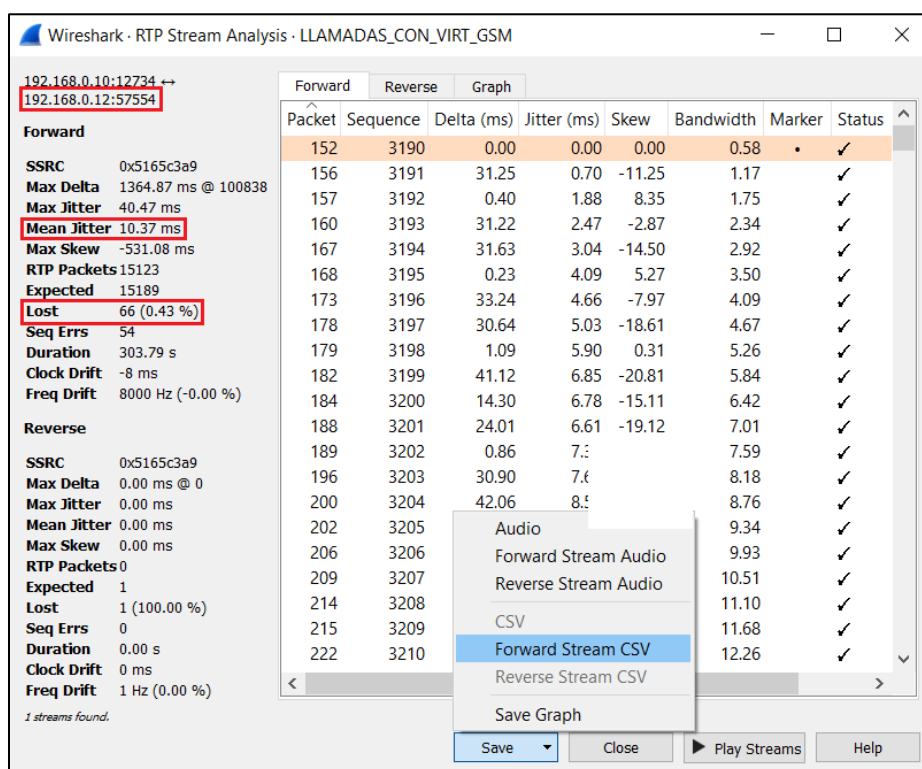 Wireshark · RTP Stream Analysis · LLAMADAS_CON_VIRT_GSM
192.168.0.10:12734 ↔
192.168.0.12:57554
Forward
SSRC 0x5165c3a9
Max Delta 1364.87 ms @ 100838
Max Jitter 40.47 ms
Mean Jitter 10.37 ms
Max Skew -531.08 ms
RTP Packets 15123
Expected 15189
Lost 66 (0.43 %)
Seq Errs 54
Duration 303.79 s
Clock Drift -8 ms
Freq Drift 8000 Hz (-0.00 %)
Reverse
SSRC 0x5165c3a9
Max Delta 0.00 ms @ 0
Max Jitter 0.00 ms
Mean Jitter 0.00 ms
Max Skew 0.00 ms
RTP Packets 0
Expected 1
Lost 1 (100.00 %)
Seq Errs 0
Duration 0.00 s
Clock Drift 0 ms
Freq Drift 1 Hz (0.00 %)
1 streams found.
Forward Reverse Graph
Packet Sequence Delta (ms) Jitter (ms) Skew Bandwidth Marker Status
152 3190 0.00 0.00 0.00 0.58 • ✓
156 3191 31.25 0.70 -11.25 1.17 ✓
157 3192 0.40 1.88 8.35 1.75 ✓
160 3193 31.22 2.47 -2.87 2.34 ✓
167 3194 31.63 3.04 -14.50 2.92 ✓
168 3195 0.23 4.09 5.27 3.50 ✓
173 3196 33.24 4.66 -7.97 4.09 ✓
178 3197 30.64 5.03 -18.61 4.67 ✓
179 3198 1.09 5.90 0.31 5.26 ✓
182 3199 41.12 6.85 -20.81 5.84 ✓
184 3200 14.30 6.78 -15.11 6.42 ✓
188 3201 24.01 6.61 -19.12 7.01 ✓
189 3202 0.86 7.59 ✓
196 3203 30.90 8.18 ✓
200 3204 42.06 8.76 ✓
202 3205 9.34 ✓
206 3206 9.93 ✓
209 3207 10.51 ✓
214 3208 11.10 ✓
215 3209 11.68 ✓
222 3210 12.26 ✓
Audio
Forward Stream Audio
Reverse Stream Audio
CSV
Forward Stream CSV
Reverse Stream CSV
Save Graph
Save Close Play Streams Help